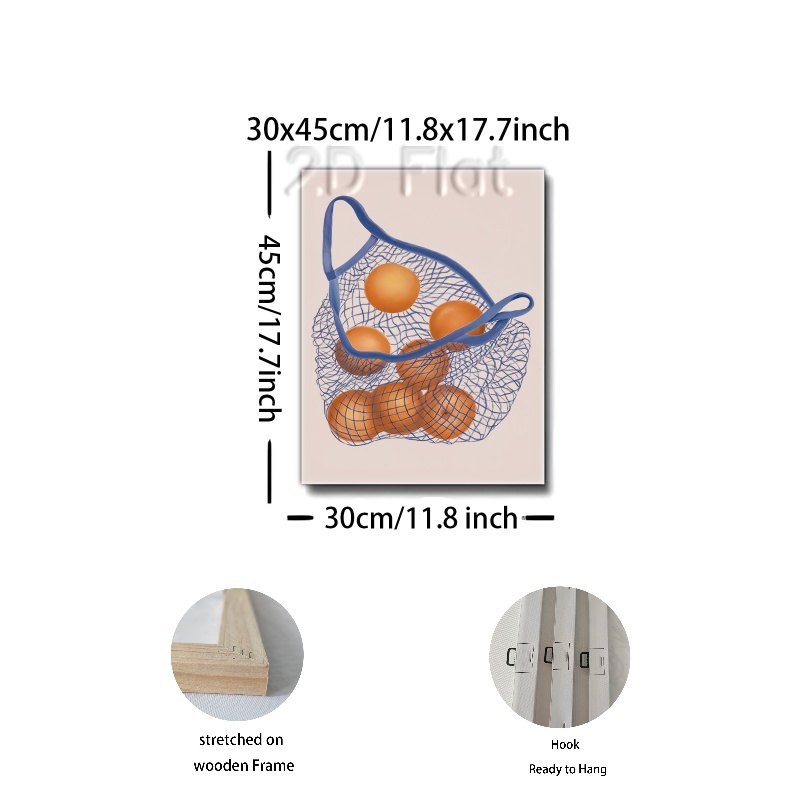 30x45cm/11.8x17.7inch
2.D Flat
45cm/17.7inch
30cm/11.8 inch
stretched on
wooden Frame
Hook
Ready to Hang